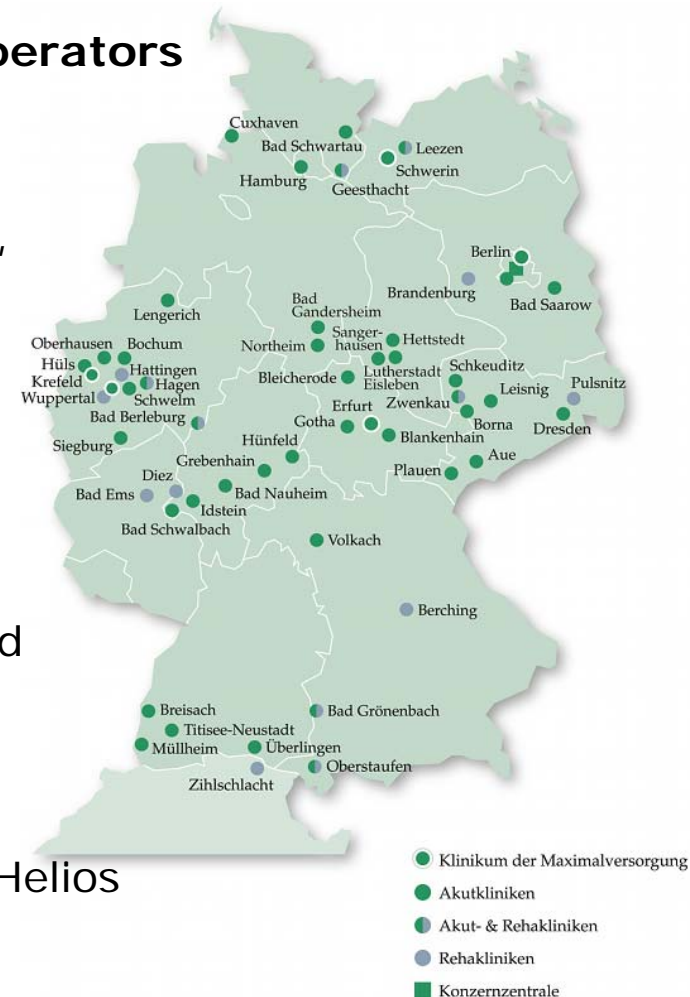 perators
"
Cuxhaven
Bad Schwartau
Leezen
Schwerin
Hamburg
Geesthacht
Berlin
Brandenburg
Bad Saarow
Lengerich
Bad
Gandersheim
Sanger-
hausen
Hettstedt
Northeim
Oberhausen
Bochum
Hüls
Hattingen
Krefeld
Hagen
Wuppertal
Schwelm
Bleicherode
Lutherstadt
Eisleben
Schkeuditz
Leisnig
Pulsnitz
Zwenkau
Bad Berleburg
Erfurt
Borna
Dresden
Gotha
Blankenhain
Siegburg
Hünfeld
Aue
Grebenhain
Plauen
Diez
Bad Ems
Bad Nauheim
Idstein
Bad Schwalbach
Volkach
Berching
d
Breisach
Bad Grönenbach
Titisee-Neustadt
Müllheim
Überlingen
Oberstaufen
Zihlschlacht
Helios
Klinikum der Maximalversorgung
Akutkliniken
Akut- & Rehakliniken
Rehakliniken
Konzernzentrale